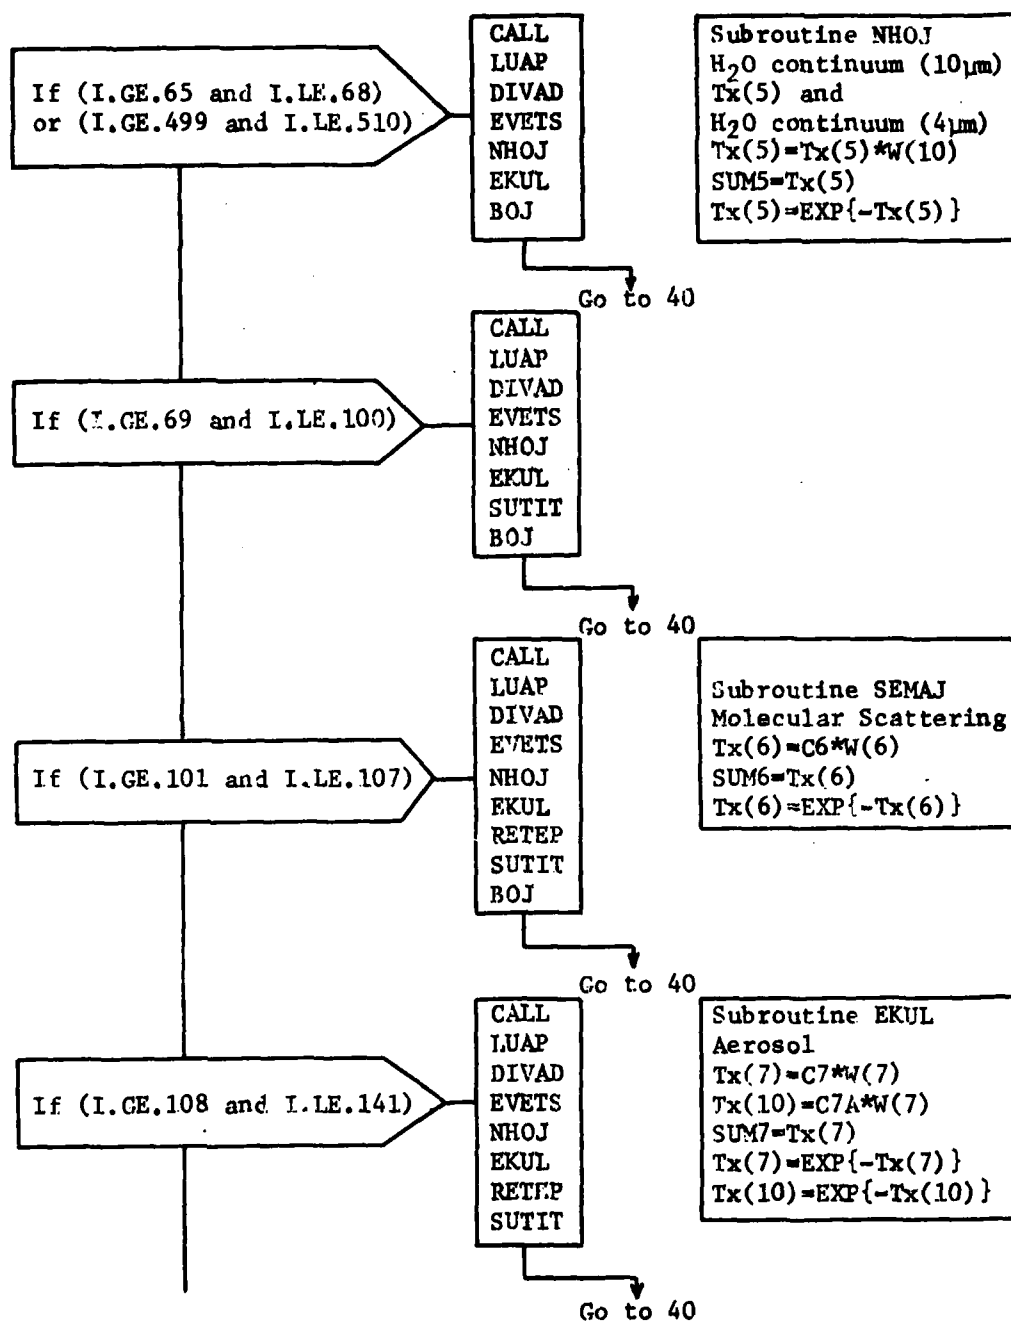 If (I.GE.65 and I.LE.68)
or (I.GE.499 and I.LE.510)
CALL
LUAP
DIVAD
EVETS
NHOJ
EKUL
BOJ
Go to 40
Subroutine NHOJ
H₂O continuum (10μm)
Tx(5) and
H₂O continuum (4μm)
Tx(5)=Tx(5)*W(10)
SUM5=Tx(5)
Tx(5)=EXP{-Tx(5)}
If (I.GE.69 and I.LE.100)
CALL
LUAP
DIVAD
EVETS
NHOJ
EKUL
SUTIT
BOJ
Go to 40
If (I.GE.101 and I.LE.107)
CALL
LUAP
DIVAD
EVETS
NHOJ
EKUL
RETEP
SUTIT
BOJ
Go to 40
Subroutine SEMAJ
Molecular Scattering
Tx(6)=C6*W(6)
SUM6=Tx(6)
Tx(6)=EXP{-Tx(6)}
If (I.GE.108 and I.LE.141)
CALL
LUAP
DIVAD
EVETS
NHOJ
EKUL
RETEP
SUTIT
Go to 40
Subroutine EKUL
Aerosol
Tx(7)=C7*W(7)
Tx(10)=C7A*W(7)
SUM7=Tx(7)
Tx(7)=EXP{-Tx(7)}
Tx(10)=EXP{-Tx(10)}